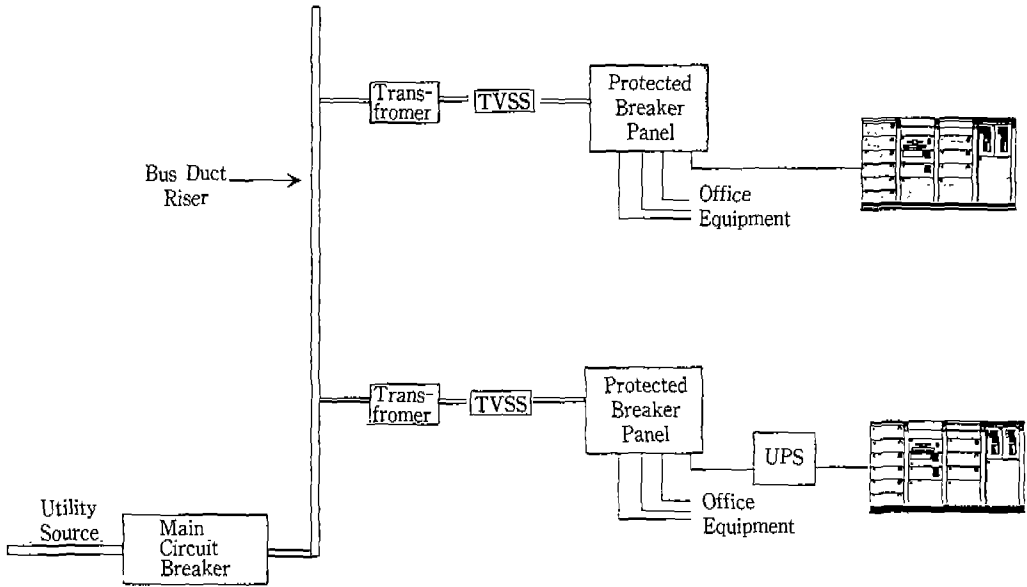 Trans-
fromer
TVSS
Protected
Breaker
Panel
Bus Duct
Riser
Office
Equipment
Trans-
fromer
TVSS
Protected
Breaker
Panel
UPS
Office
Equipment
Utility
Source
Main
Circuit
Breaker